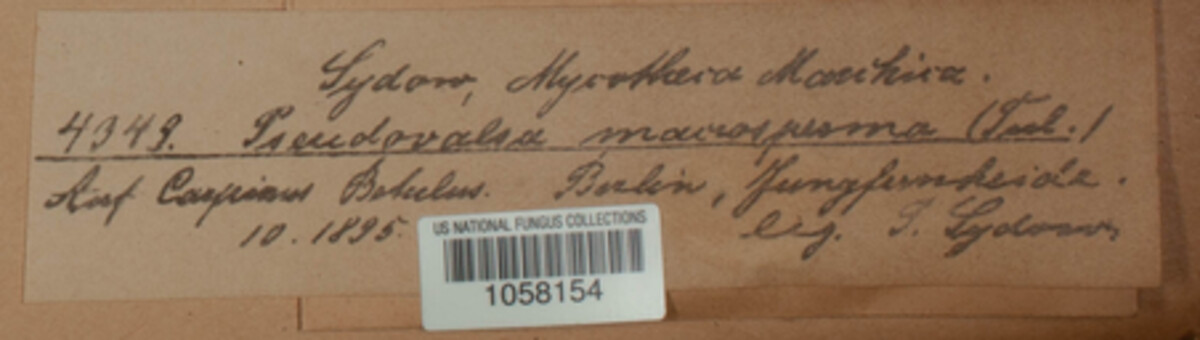 Sydow, Mycotheca Marchica.
4349. Pseudovalsa macrosperma (Tul.)
Auf Carpinus Betulus. Berlin, Jungfernheide.
10. 1895. leg. P. Sydow.
US NATIONAL FUNGUS COLLECTIONS
1058154